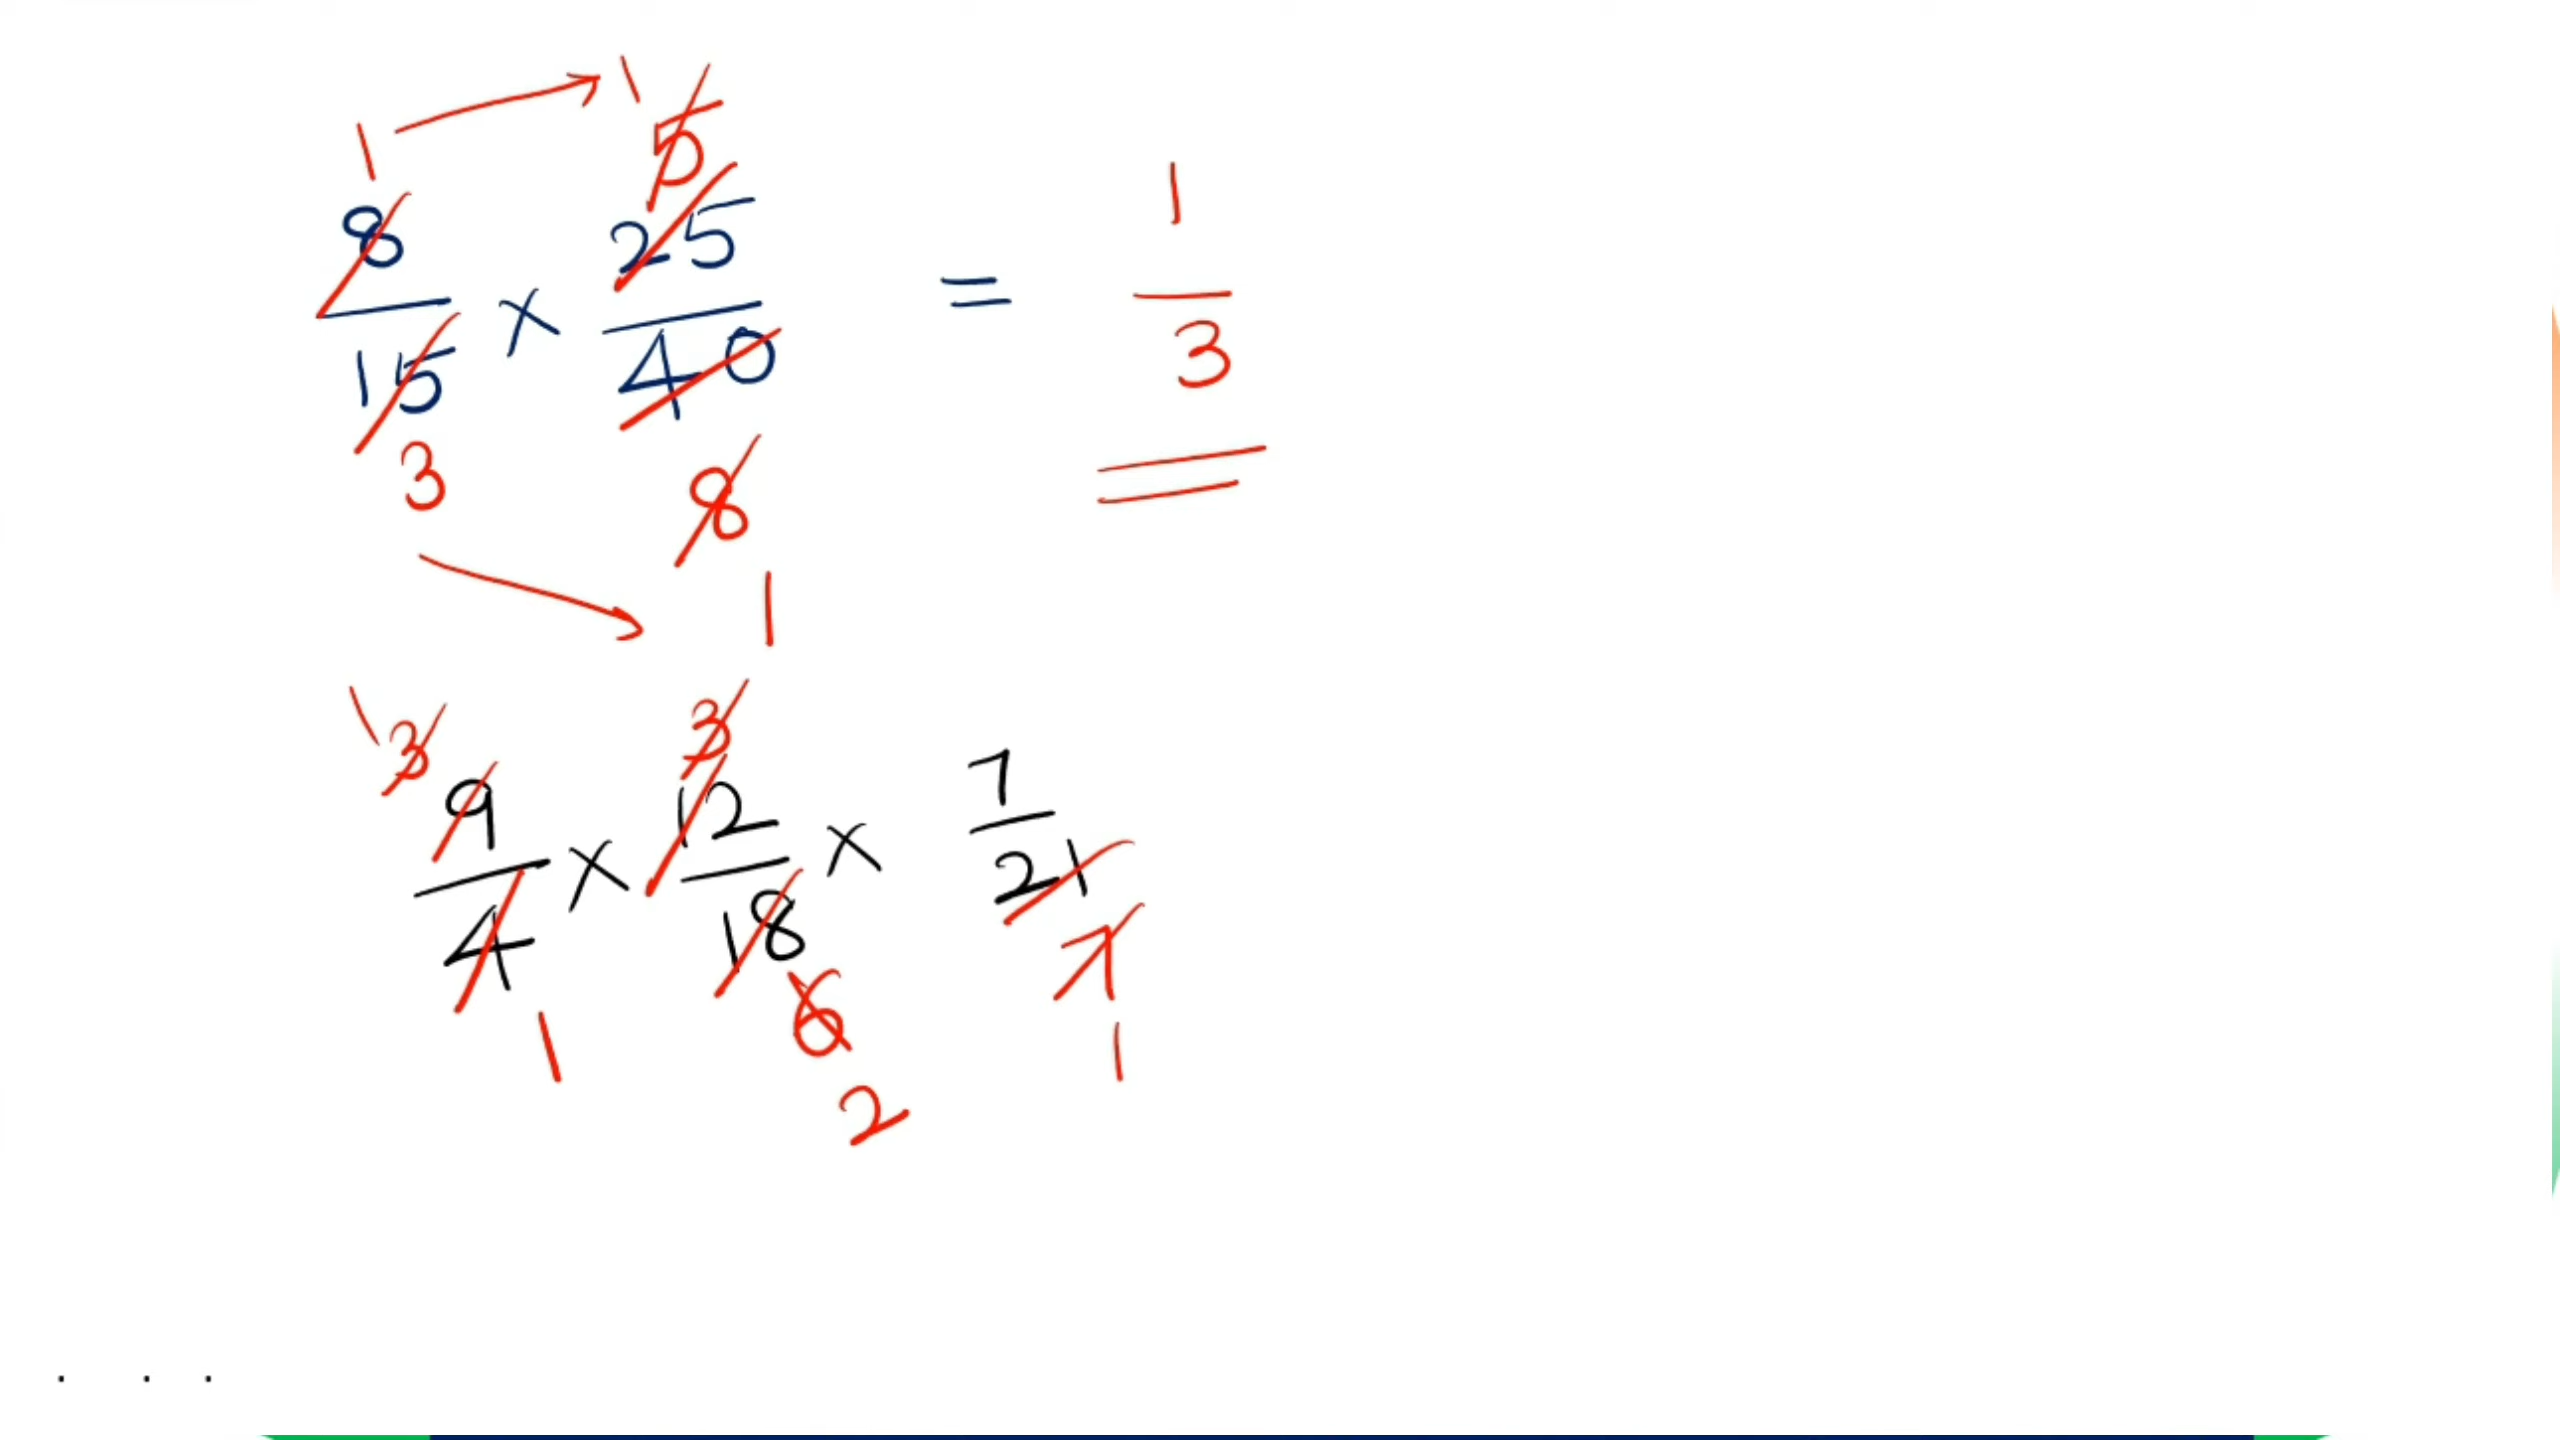 1 → 1
5
8/15 × 25/40 = 1/3
3 8
→ 1
1 3 3
9/4 × 12/18 × 7/21
1 6 7
2 1